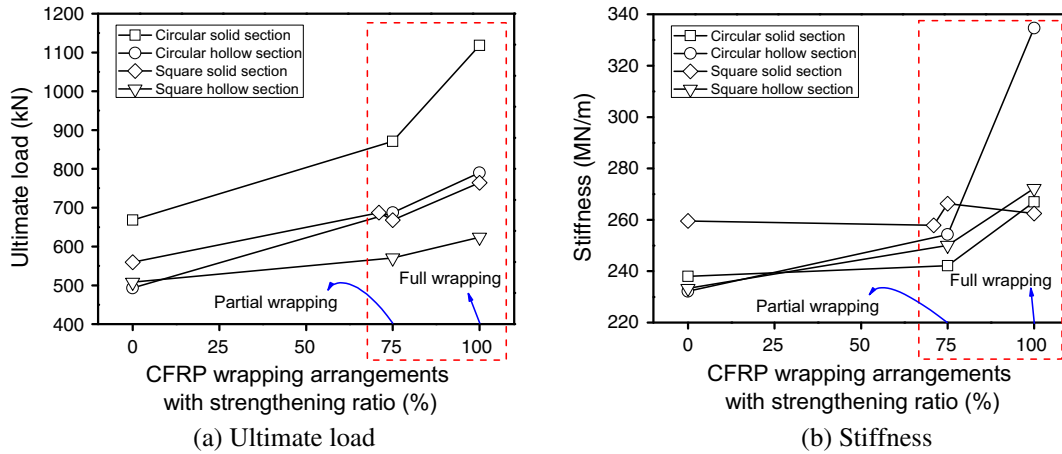 1200
1100
1000
900
800
700
600
500
400
Ultimate load (kN)
Circular solid section
Circular hollow section
Square solid section
Square hollow section
Partial wrapping
Full wrapping
0 25 50 75 100
CFRP wrapping arrangements
with strengthening ratio (%)
(a) Ultimate load
340
320
300
280
260
240
220
Stiffness (MN/m)
Circular solid section
Circular hollow section
Square solid section
Square hollow section
Full wrapping
Partial wrapping
0 25 50 75 100
CFRP wrapping arrangements
with strengthening ratio (%)
(b) Stiffness